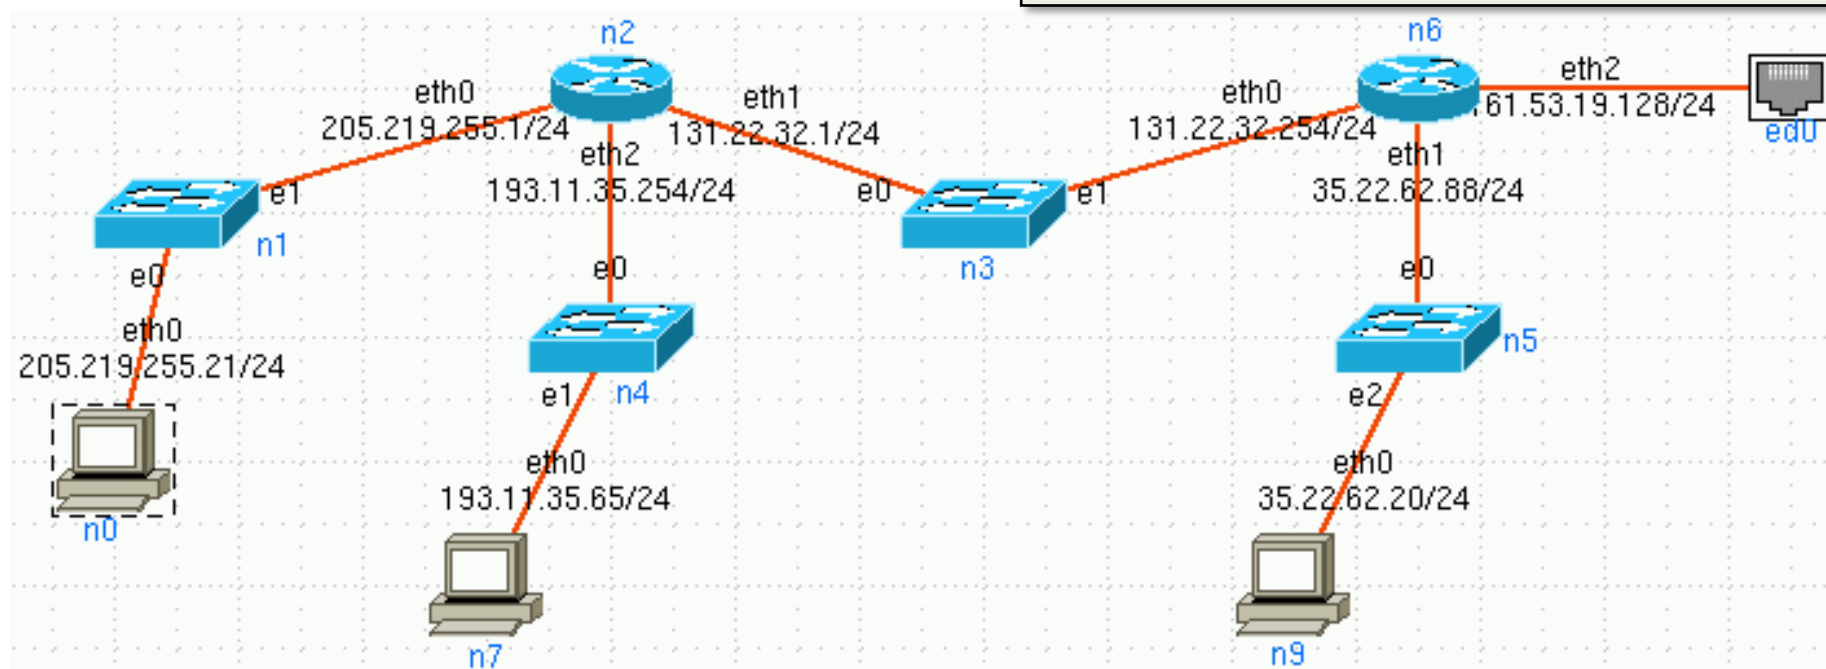 n2
n6
eth0
205.219.255.1/24
eth1
131.22.32.1/24
eth0
131.22.32.254/24
eth2
61.53.19.128/24
ed0
eth2
193.11.35.254/24
eth1
35.22.62.88/24
e1
n1
e0
e0
e1
n3
e0
e0
eth0
205.219.255.21/24
n4
e1
n5
e2
n0
eth0
193.11.35.65/24
eth0
35.22.62.20/24
n7
n9